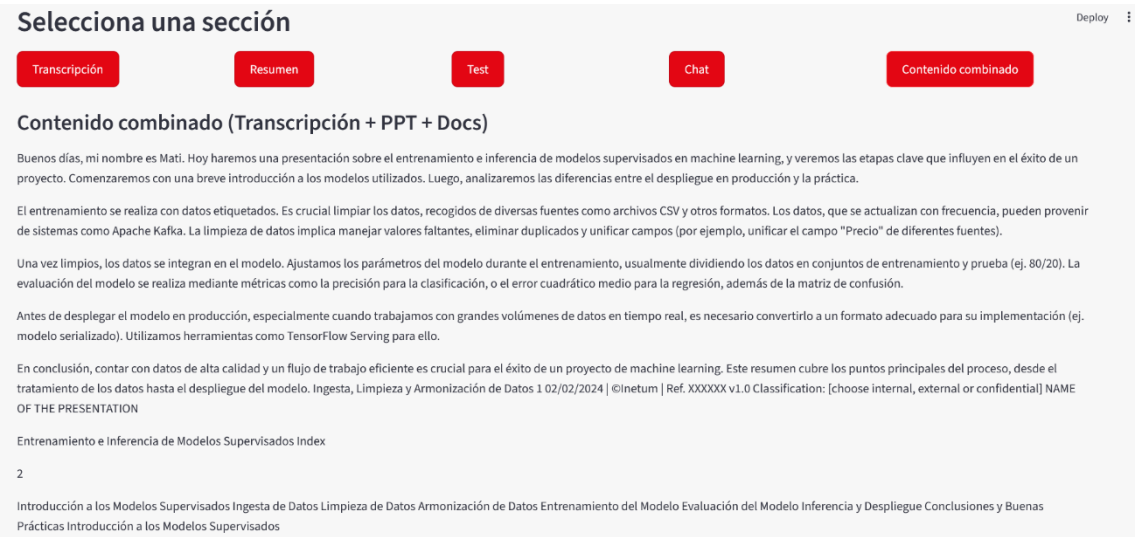 Selecciona una sección
Deploy
Transcripción
Resumen
Test
Chat
Contenido combinado
Contenido combinado (Transcripción + PPT + Docs)
Buenos días, mi nombre es Mati. Hoy haremos una presentación sobre el entrenamiento e inferencia de modelos supervisados en machine learning, y veremos las etapas clave que influyen en el éxito de un
proyecto. Comenzaremos con una breve introducción a los modelos utilizados. Luego, analizaremos las diferencias entre el despliegue en producción y la práctica.
El entrenamiento se realiza con datos etiquetados. Es crucial limpiar los datos, recogidos de diversas fuentes como archivos CSV y otros formatos. Los datos, que se actualizan con frecuencia, pueden provenir
de sistemas como Apache Kafka. La limpieza de datos implica manejar valores faltantes, eliminar duplicados y unificar campos (por ejemplo, unificar el campo "Precio" de diferentes fuentes).
Una vez limpios, los datos se integran en el modelo. Ajustamos los parámetros del modelo durante el entrenamiento, usualmente dividiendo los datos en conjuntos de entrenamiento y prueba (ej. 80/20). La
evaluación del modelo se realiza mediante métricas como la precisión para la clasificación, o el error cuadrático medio para la regresión, además de la matriz de confusión.
Antes de desplegar el modelo en producción, especialmente cuando trabajamos con grandes volúmenes de datos en tiempo real, es necesario convertirlo a un formato adecuado para su implementación (ej.
modelo serializado). Utilizamos herramientas como TensorFlow Serving para ello.
En conclusión, contar con datos de alta calidad y un flujo de trabajo eficiente es crucial para el éxito de un proyecto de machine learning. Este resumen cubre los puntos principales del proceso, desde el
tratamiento de los datos hasta el despliegue del modelo. Ingesta, Limpieza y Armonización de Datos 1 02/02/2024 | ©Inetum | Ref. XXXXXX v1.0 Classification: [choose internal, external or confidential] NAME
OF THE PRESENTATION
Entrenamiento e Inferencia de Modelos Supervisados Index
2
Introducción a los Modelos Supervisados Ingesta de Datos Limpieza de Datos Armonización de Datos Entrenamiento del Modelo Evaluación del Modelo Inferencia y Despliegue Conclusiones y Buenas
Prácticas Introducción a los Modelos Supervisados